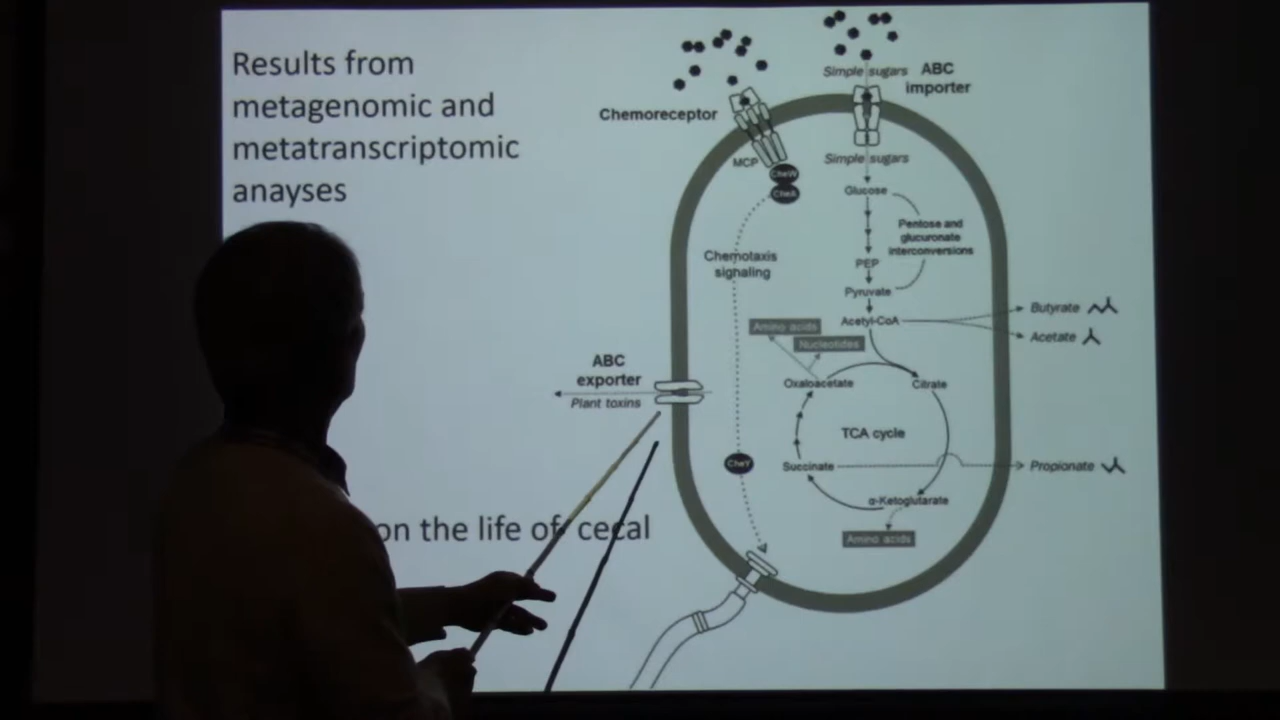 Results from
metagenomic and
metatranscriptomic
anayses
on the life of cecal
Simple sugars
ABC
importer
Chemoreceptor
MCP
CheW
CheA
Simple sugars
Glucose
Pentose and
glucuronate
interconversions
PEP
Pyruvate
Acetyl-CoA
Chemotaxis
signaling
Butyrate
Acetate
Amino acids
Nucleotides
ABC
exporter
Plant toxins
Oxaloacetate
Citrate
TCA cycle
CheY
Succinate
Propionate
α-Ketoglutarate
Amino acids